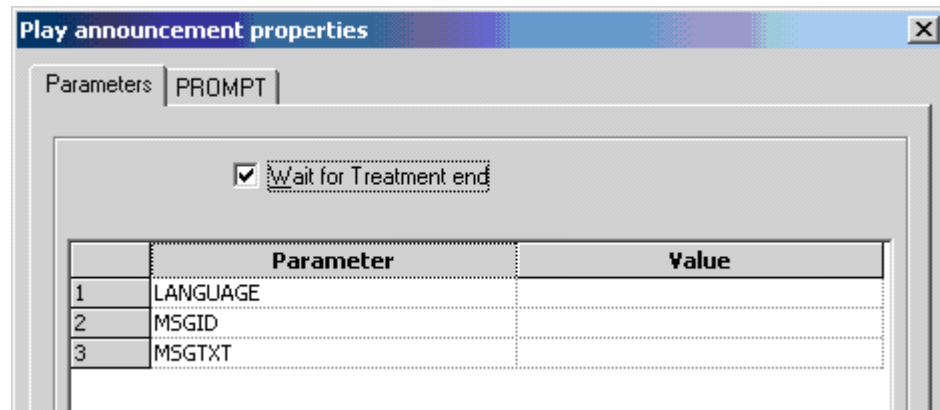 Play announcement properties
Parameters PROMPT
Wait for Treatment end
Parameter Value
1 LANGUAGE
2 MSGID
3 MSGTXT